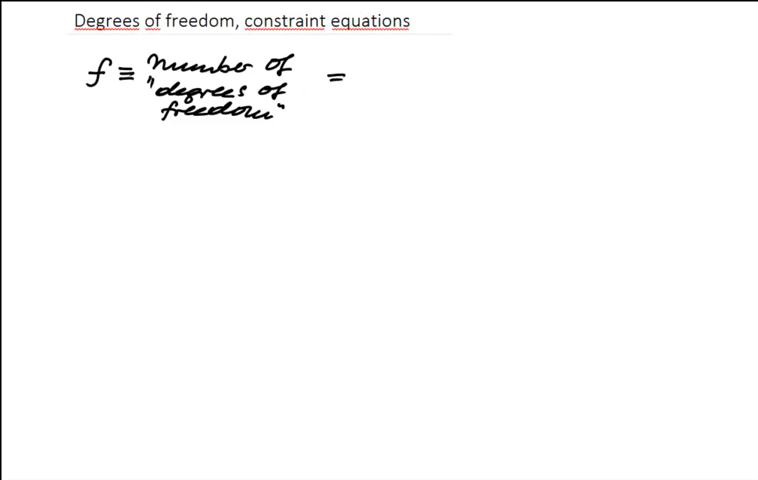 Degrees of freedom, constraint equations
f ≡ number of =
"degrees of
freedom"